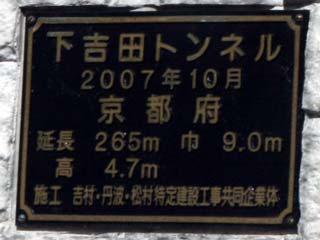 下吉田トンネル
2007年10月
京都府
延長 265m 巾 9.0m
高 4.7m
施工 吉村・丹波・松村特定建設工事共同企業体